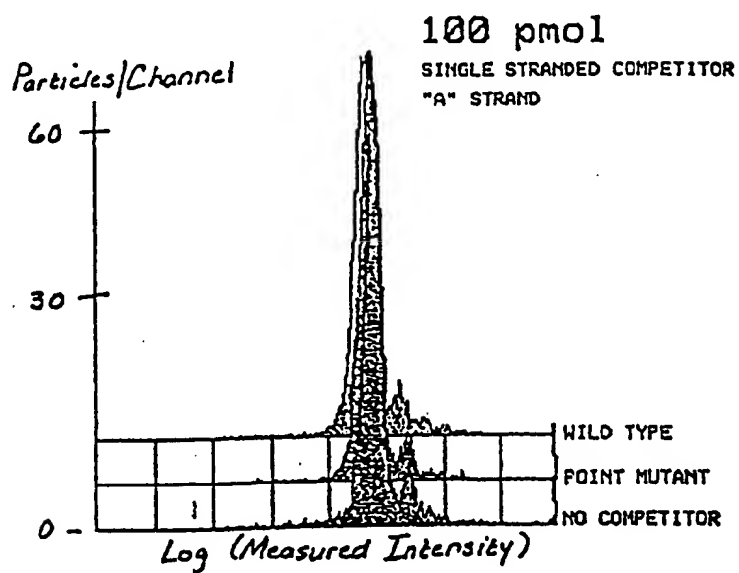 100 pmol
SINGLE STRANDED COMPETITOR
"A" STRAND
Particles/Channel
60
30
WILD TYPE
POINT MUTANT
NO COMPETITOR
0
Log (Measured Intensity)